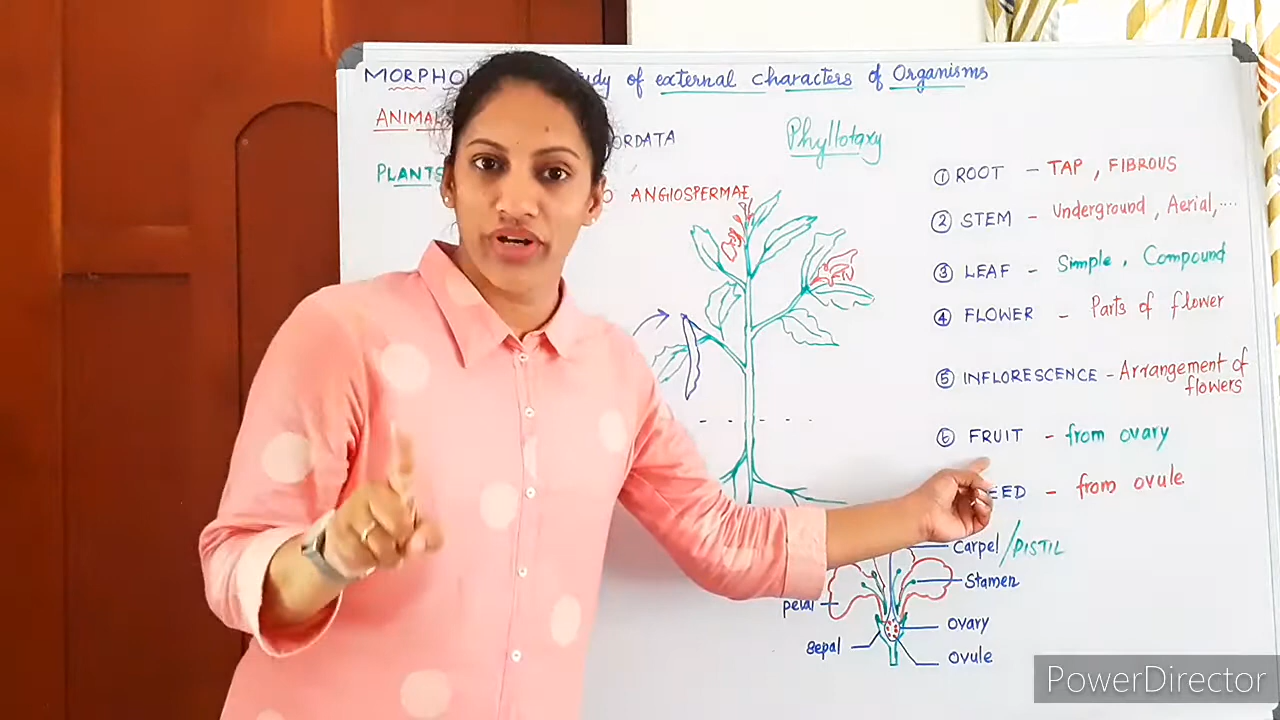 MORPHO udy of external characters of Organisms
ANIMALS ORDATA
Phyllotaxy
PLANTS
ANGIOSPERMAE
① ROOT - TAP , FIBROUS
② STEM - Underground , Aerial,....
③ LEAF - Simple , Compound
④ FLOWER - Parts of flower
⑤ INFLORESCENCE - Arrangement of
flowers
⑥ FRUIT - from ovary
EED - from ovule
Carpel/PISTIL
Stamen
petal
Ovary
Sepal
Ovule
PowerDirector